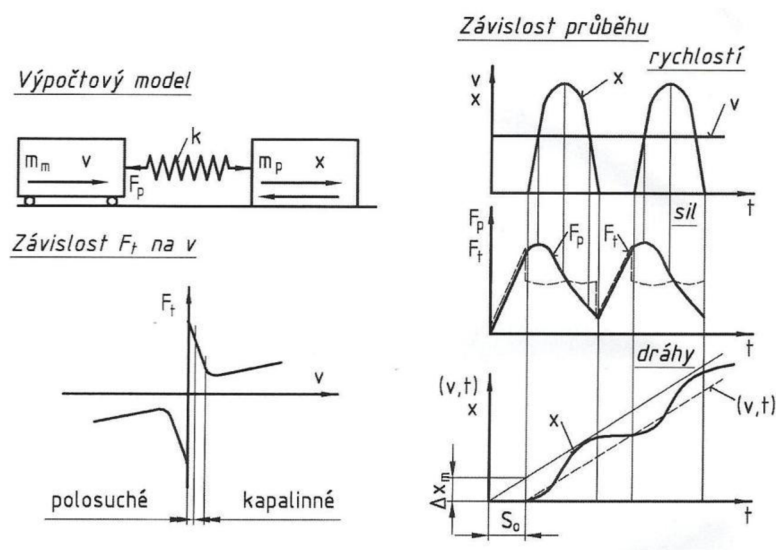 Výpočtový model
k
m_m v
F_p
m_p x
Závislost F_t na v
F_t
v
polosuché kapalinné
Závislost průběhu
rychlostí
v
x
x
v
t
F_p
F_t
sil
F_p
F_t
t
dráhy
(v,t)
x
x
(v,t)
Δx_m
S_0
t